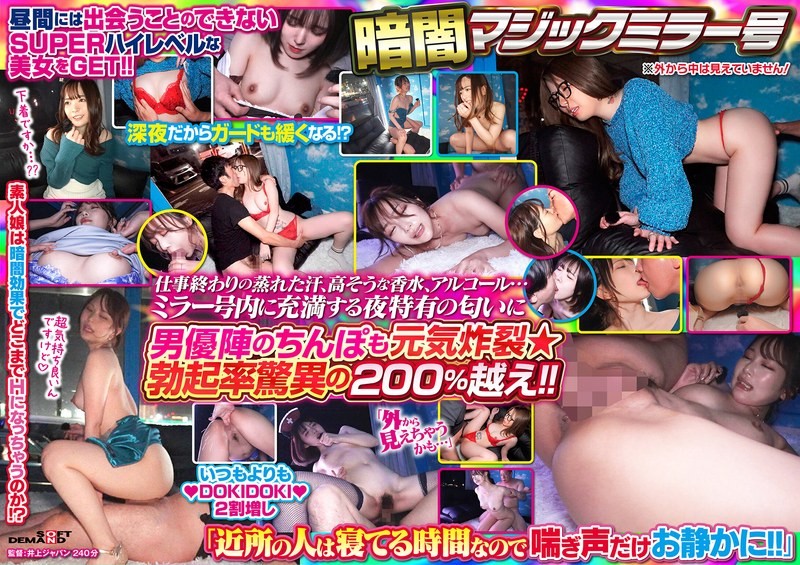 昼間には出会うことのできない
SUPERハイレベルな
美女をGET!!
暗闇マジックミラー号
※外から中は見えていません!
下着ですか…??
深夜だからガードも緩くなる!?
素人娘は暗闇効果でどこまでHになっちゃうのか!?
仕事終わりの蒸れた汗、高そうな香水、アルコール…
ミラー号内に充満する夜特有の匂いに
男優陣のちんぽも元気炸裂★
勃起率驚異の200%越え!!
超気持ち良いん
ですけど♡
「外から
見えちゃう
かも…」
いつもよりも
♥DOKIDOKI♥
2割増し
SOFT
DEMAND
監督:井上ジャパン 240分
「近所の人は寝てる時間なので喘ぎ声だけお静かに!!」